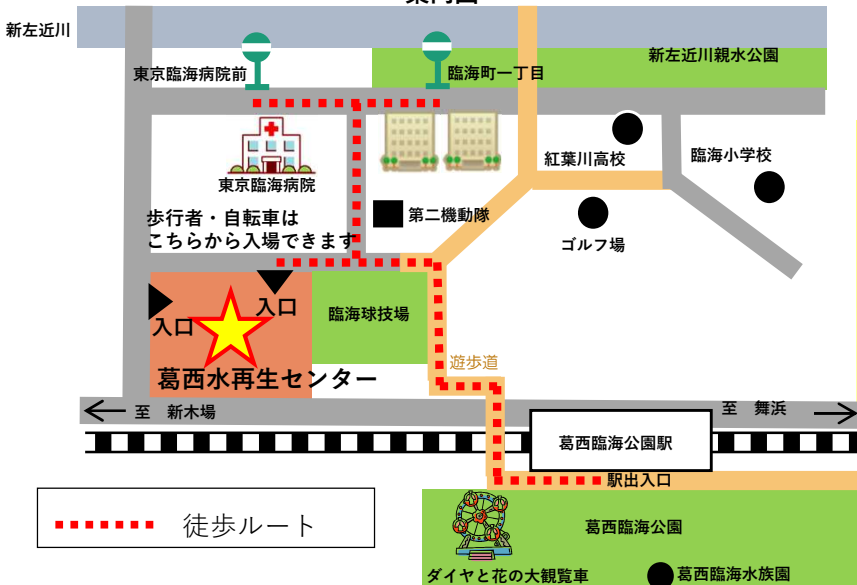 案内図
新左近川
東京臨海病院前
臨海町一丁目
新左近川親水公園
紅葉川高校
臨海小学校
東京臨海病院
第二機動隊
歩行者・自転車は
こちらから入場できます
ゴルフ場
入口
入口
臨海球技場
遊歩道
葛西水再生センター
至 新木場
至 舞浜
葛西臨海公園駅
駅出入口
徒歩ルート
葛西臨海公園
ダイヤと花の大観覧車
葛西臨海水族園